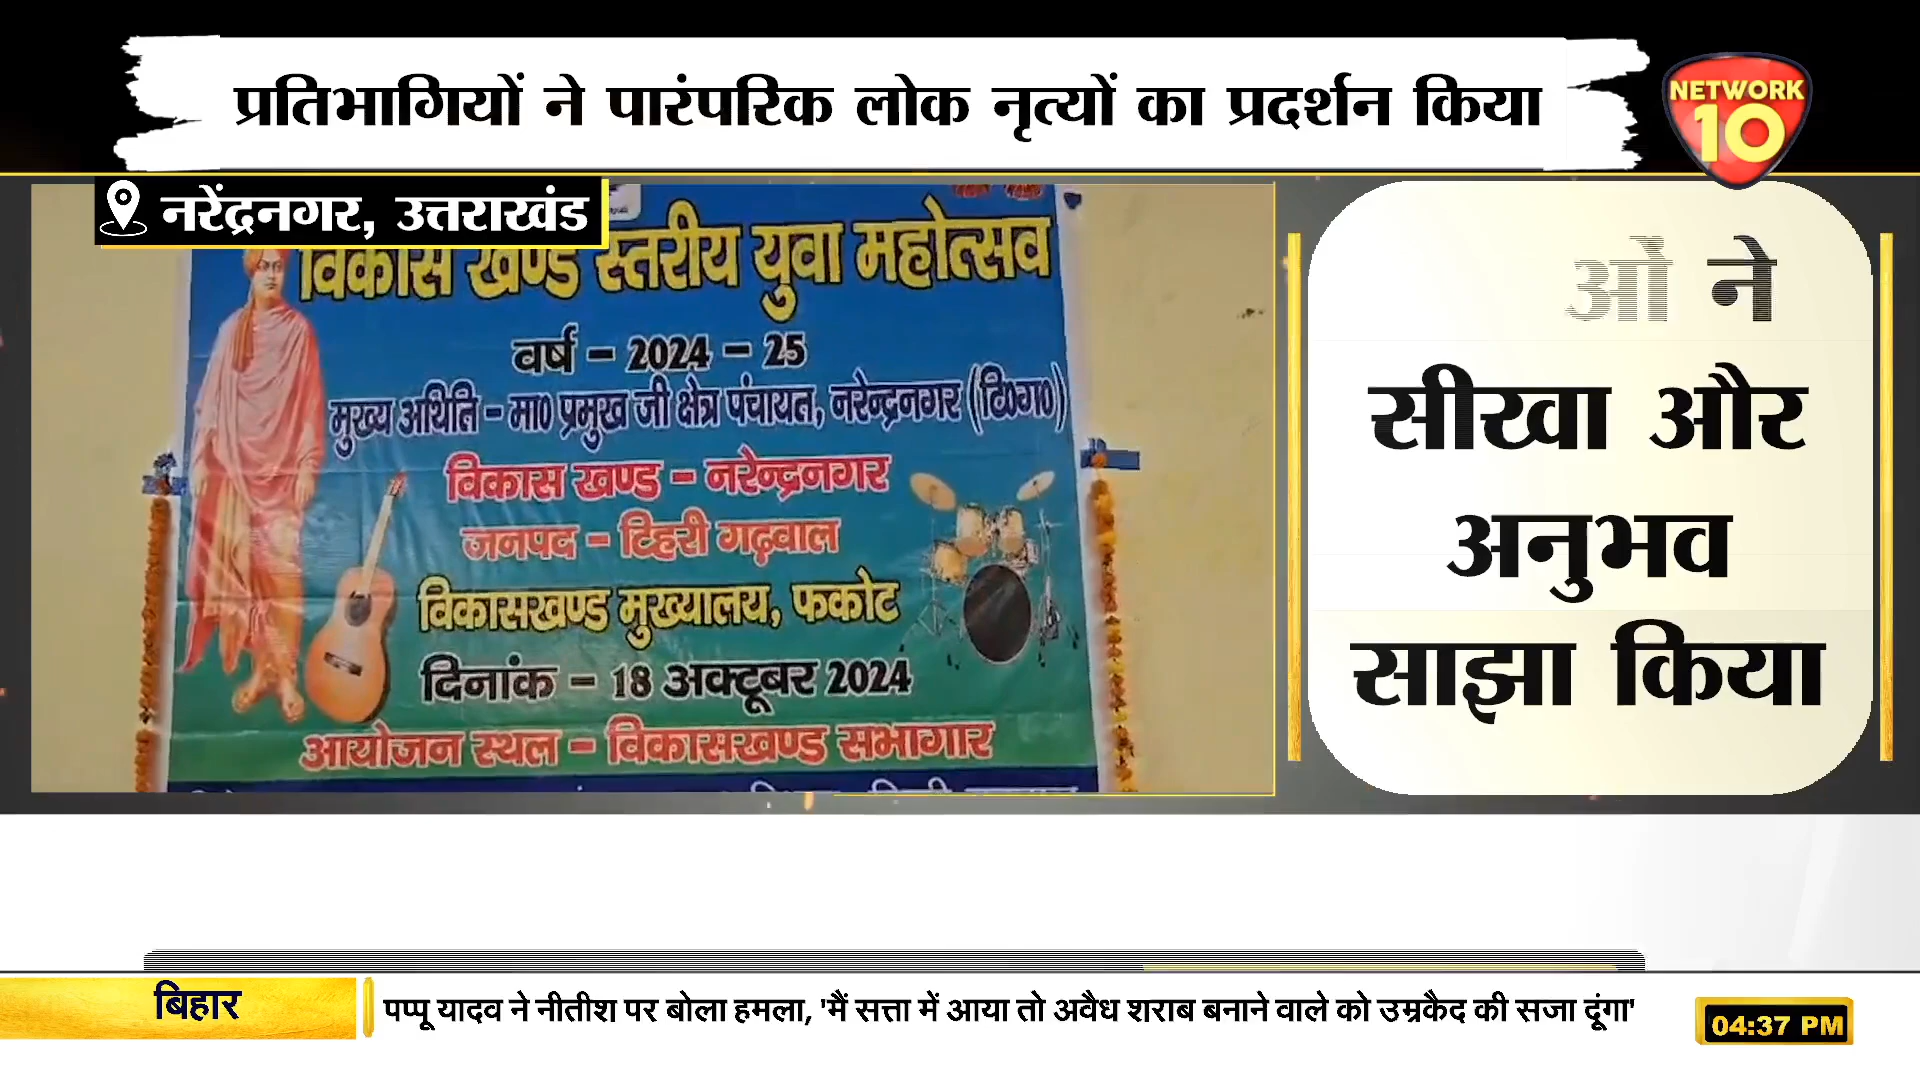 प्रतिभागियों ने पारंपरिक लोक नृत्यों का प्रदर्शन किया
NETWORK
10
नरेंद्रनगर, उत्तराखंड
विकास खण्ड स्तरीय युवा महोत्सव
वर्ष - 2024 - 25
मुख्य अथिति - मा0 प्रमुख जी क्षेत्र पंचायत, नरेन्द्रनगर (टि0ग0)
विकास खण्ड - नरेन्द्रनगर
जनपद - टिहरी गढ़वाल
विकासखण्ड मुख्यालय, फकोट
दिनांक - 18 अक्टूबर 2024
आयोजन स्थल - विकासखण्ड सभागार
ओं ने
सीखा और
अनुभव
साझा किया
बिहार
पप्पू यादव ने नीतीश पर बोला हमला, 'मैं सत्ता में आया तो अवैध शराब बनाने वाले को उम्रकैद की सजा दूंगा'
04:37 PM